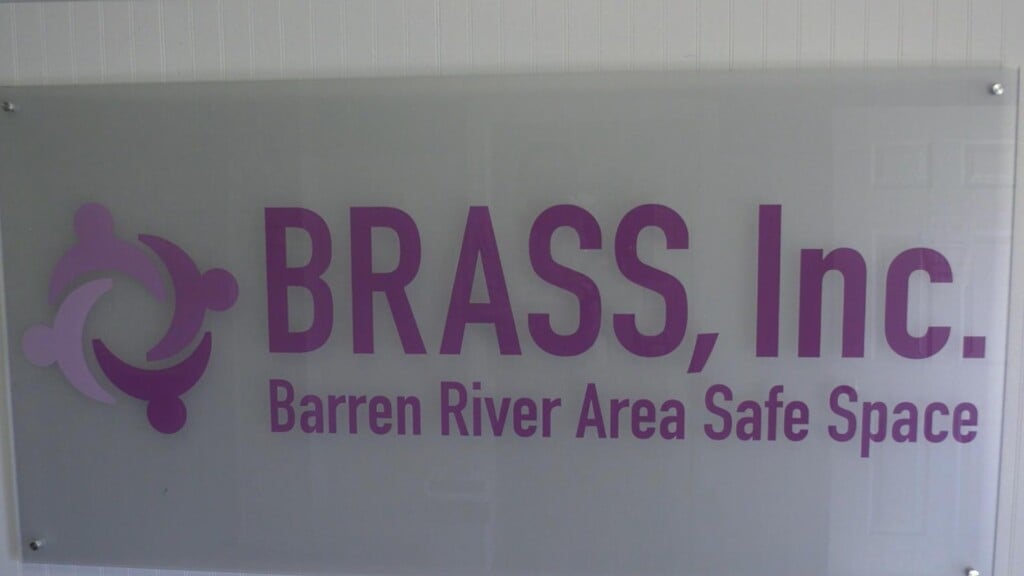 BRASS, Inc.
Barren River Area Safe Space